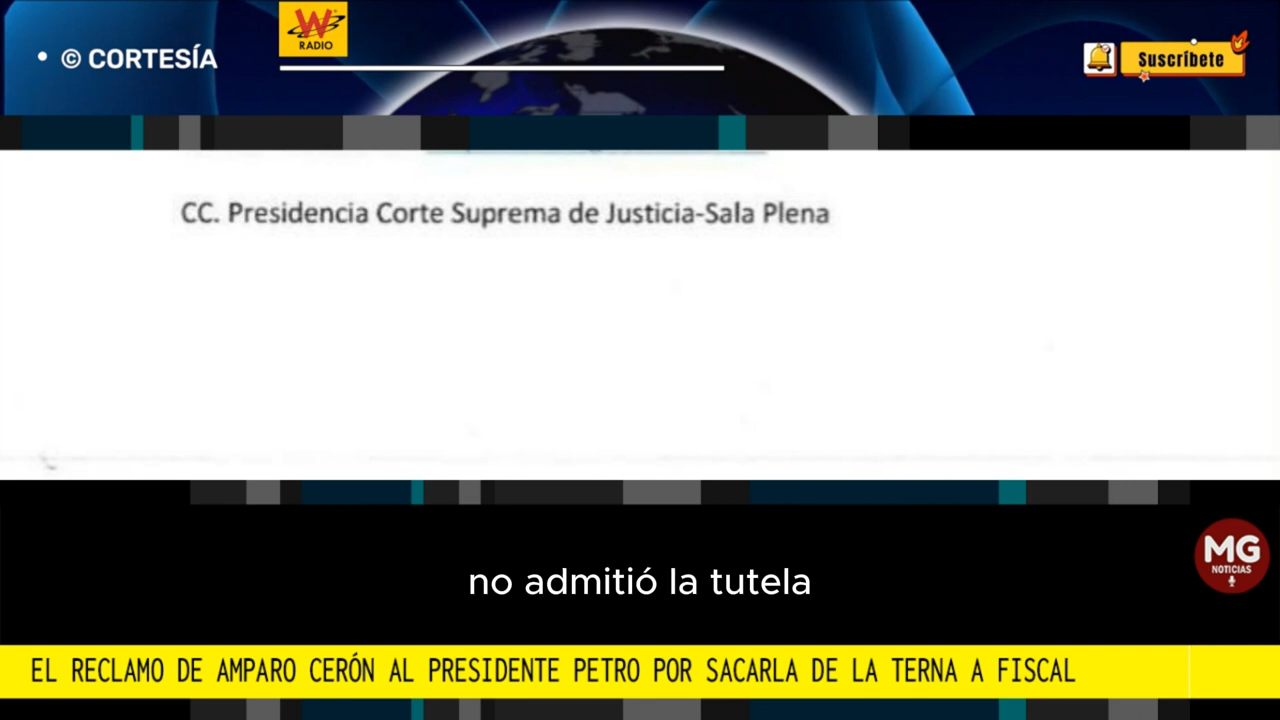 • © CORTESÍA
W
RADIO
Suscríbete
CC. Presidencia Corte Suprema de Justicia-Sala Plena
MG
NOTICIAS
no admitió la tutela
EL RECLAMO DE AMPARO CERÓN AL PRESIDENTE PETRO POR SACARLA DE LA TERNA A FISCAL